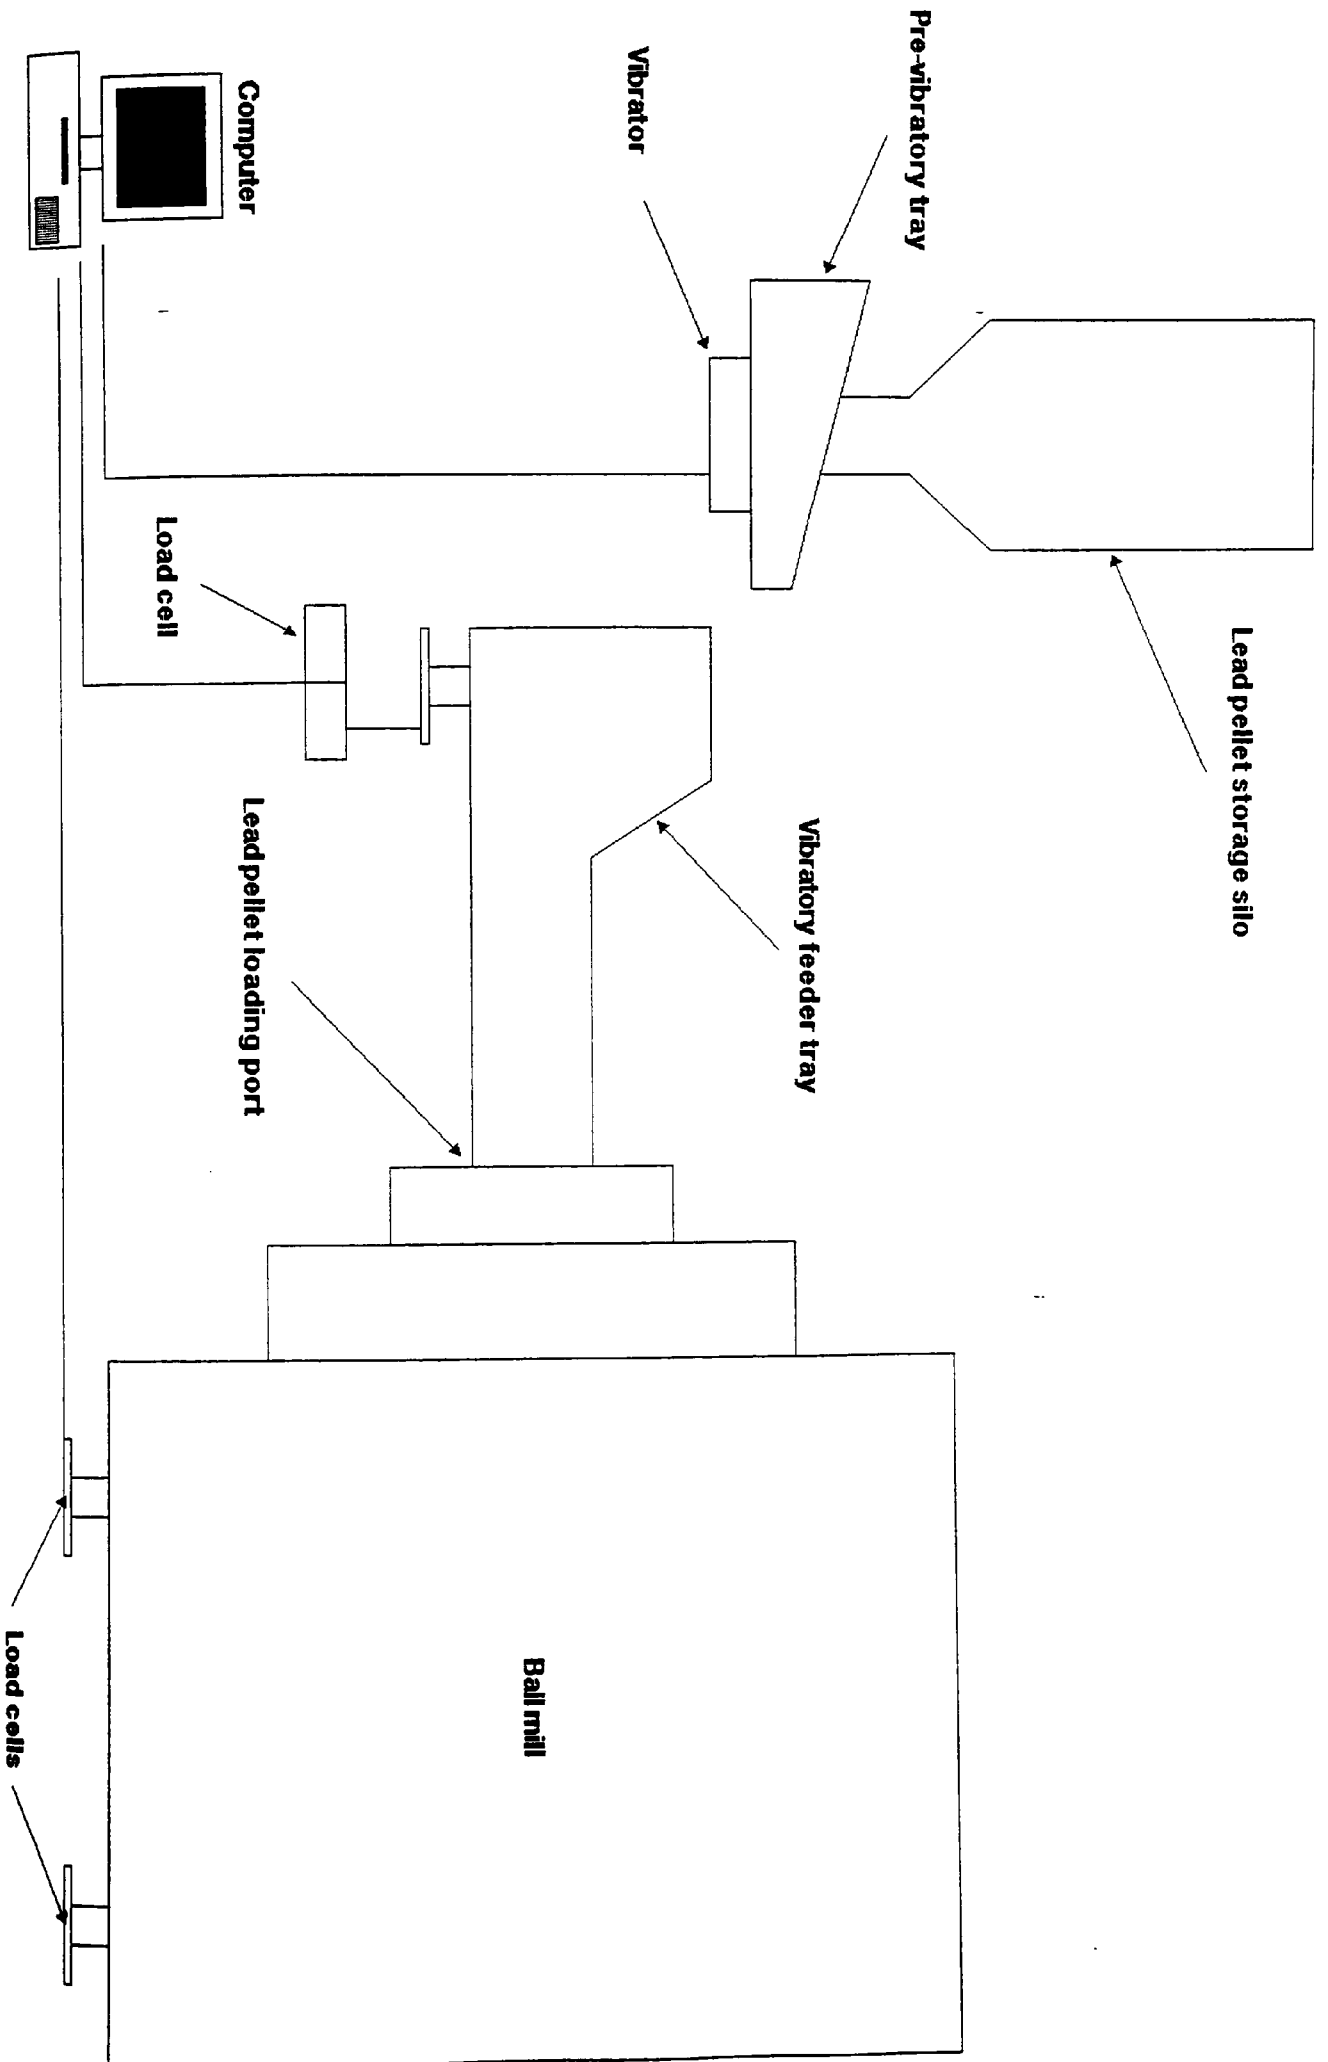 Lead pellet storage silo
Pre-vibratory tray
Vibratory feeder tray
Vibrator
Ball mill
Computer
Lead pellet loading port
Load cell
Load cells